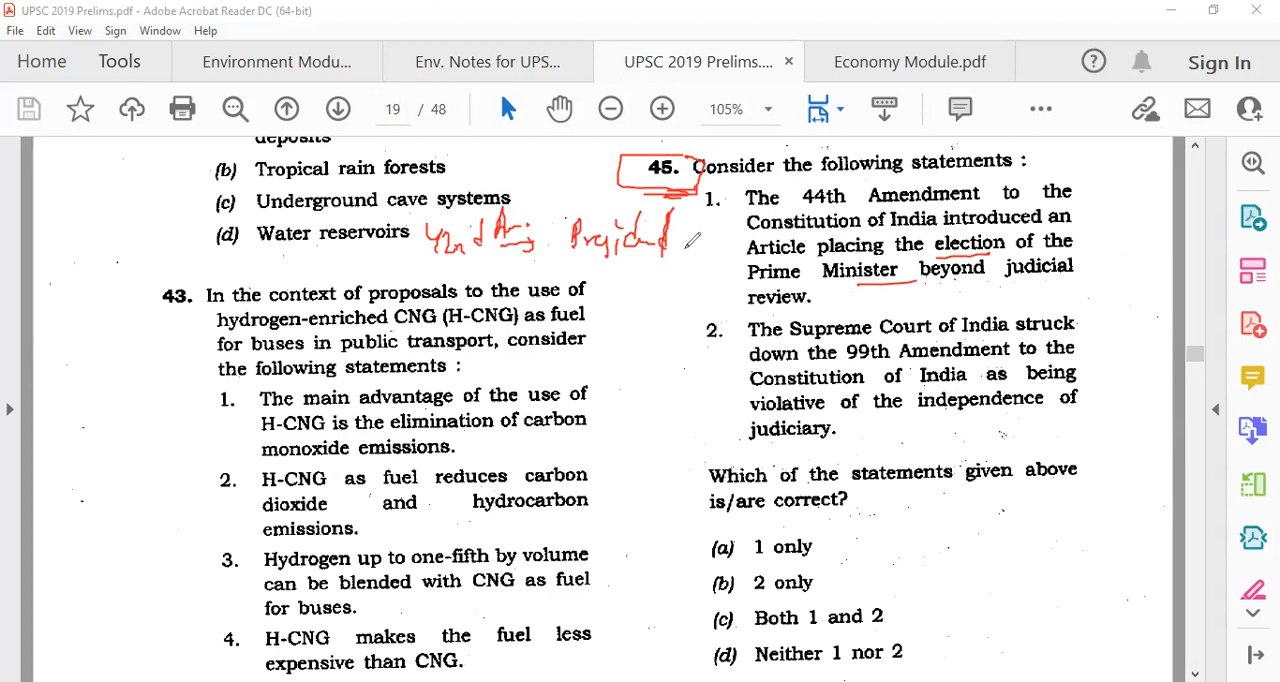 UPSC 2019 Prelims.pdf - Adobe Acrobat Reader DC (64-bit)
File Edit View Sign Window Help
Home Tools Environment Modu... Env. Notes for UPS... UPSC 2019 Prelims.... × Economy Module.pdf Sign In
19 / 48 105%
deposits
(b) Tropical rain forests
(c) Underground cave systems
(d) Water reservoirs
42nd Am.
43. In the context of proposals to the use of
hydrogen-enriched CNG (H-CNG) as fuel
for buses in public transport, consider
the following statements :
1. The main advantage of the use of
H-CNG is the elimination of carbon
monoxide emissions.
2. H-CNG as fuel reduces carbon
dioxide and hydrocarbon
emissions.
3. Hydrogen up to one-fifth by volume
can be blended with CNG as fuel
for buses.
4. H-CNG makes the fuel less
expensive than CNG.
45. Consider the following statements :
1. The 44th Amendment to the
Constitution of India introduced an
Article placing the election of the
Prime Minister beyond judicial
review.
2. The Supreme Court of India struck
down the 99th Amendment to the
Constitution of India as being
violative of the independence of
judiciary.
Which of the statements given above
is/are correct?
(a) 1 only
(b) 2 only
(c) Both 1 and 2
(d) Neither 1 nor 2